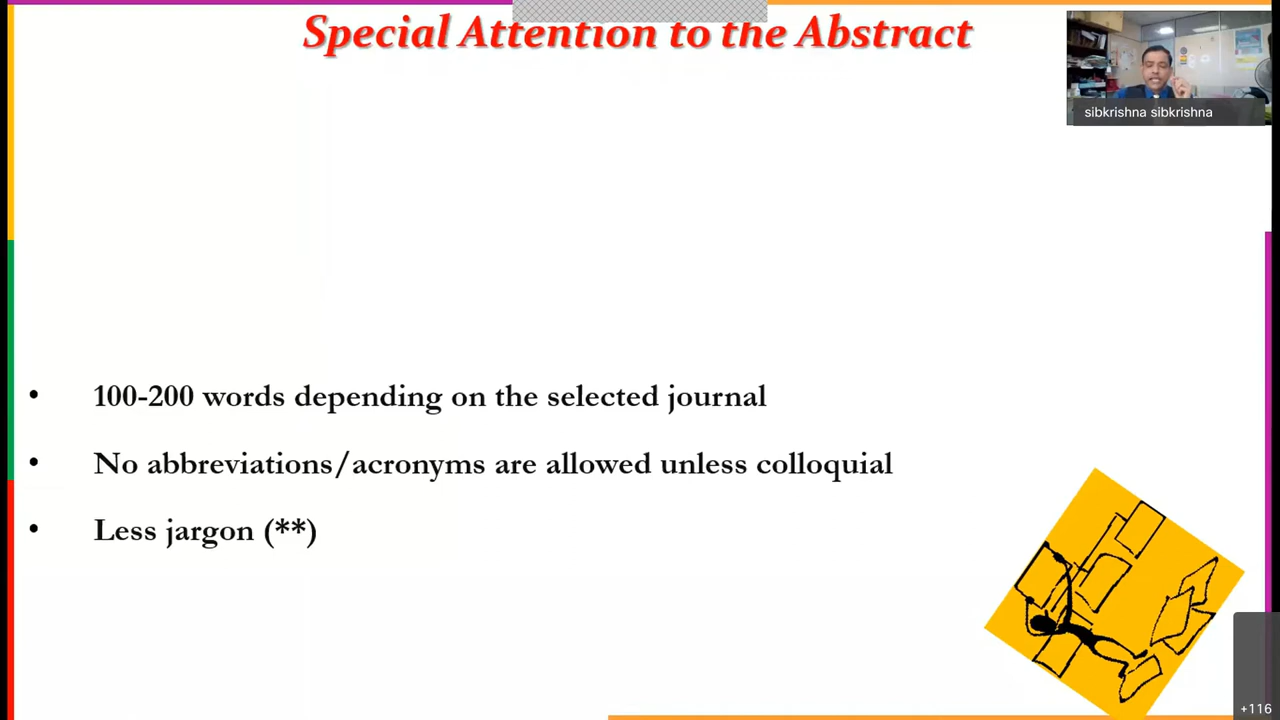 Special Attention to the Abstract
sibkrishna sibkrishna
• 100-200 words depending on the selected journal
• No abbreviations/acronyms are allowed unless colloquial
• Less jargon (**)
+116